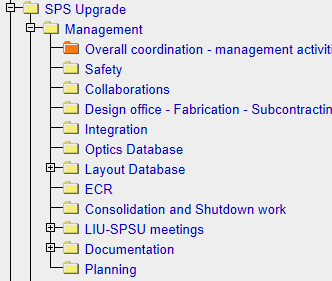 SPS Upgrade
Management
Overall coordination - management activiti
Safety
Collaborations
Design office - Fabrication - Subcontractin
Integration
Optics Database
Layout Database
ECR
Consolidation and Shutdown work
LIU-SPSU meetings
Documentation
Planning